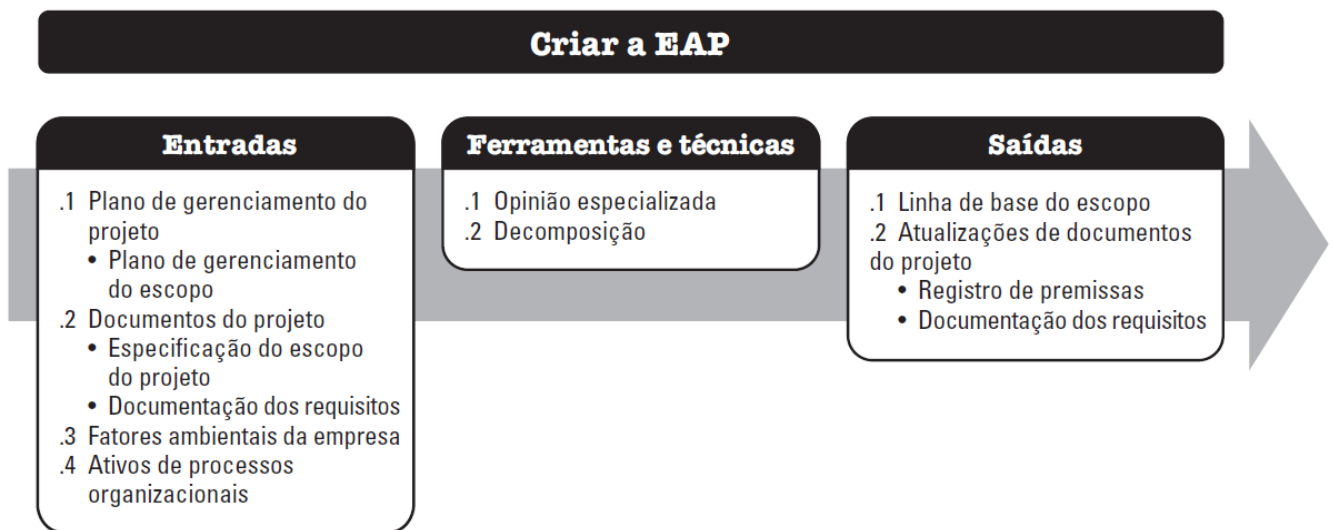 Criar a EAP
Entradas
.1 Plano de gerenciamento do
projeto
• Plano de gerenciamento
do escopo
.2 Documentos do projeto
• Especificação do escopo
do projeto
• Documentação dos requisitos
.3 Fatores ambientais da empresa
.4 Ativos de processos
organizacionais
Ferramentas e técnicas
.1 Opinião especializada
.2 Decomposição
Saídas
.1 Linha de base do escopo
.2 Atualizações de documentos
do projeto
• Registro de premissas
• Documentação dos requisitos